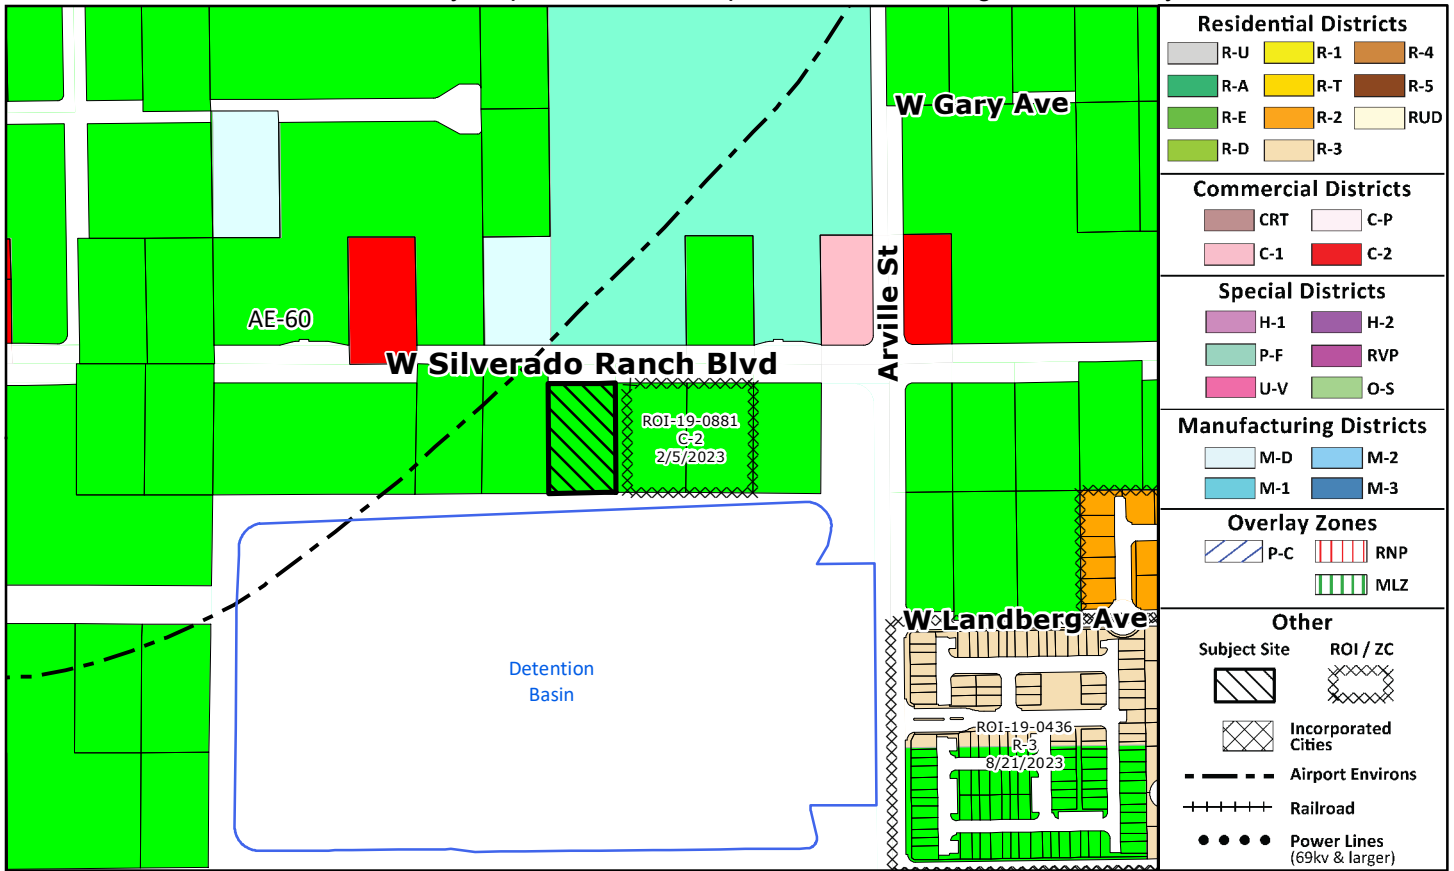 W Gary Ave
Arville St
AE-60
W Silverado Ranch Blvd
ROI-19-0881
C-2
2/5/2023
W Landberg Ave
Detention
Basin
ROI-19-0436
R-3
8/21/2023
Residential Districts
R-U R-1 R-4
R-A R-T R-5
R-E R-2 RUD
R-D R-3
Commercial Districts
CRT C-P
C-1 C-2
Special Districts
H-1 H-2
P-F RVP
U-V O-S
Manufacturing Districts
M-D M-2
M-1 M-3
Overlay Zones
P-C RNP
MLZ
Other
Subject Site ROI / ZC
Incorporated
Cities
Airport Environs
Railroad
Power Lines
(69kv & larger)